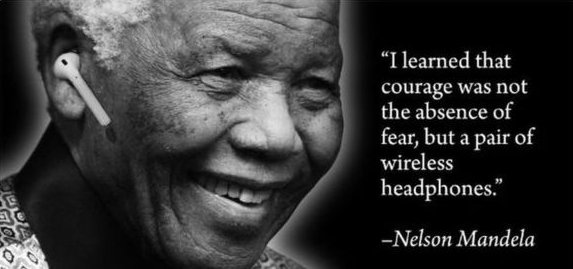 “I learned that
courage was not
the absence of
fear, but a pair of
wireless
headphones.”
–Nelson Mandela